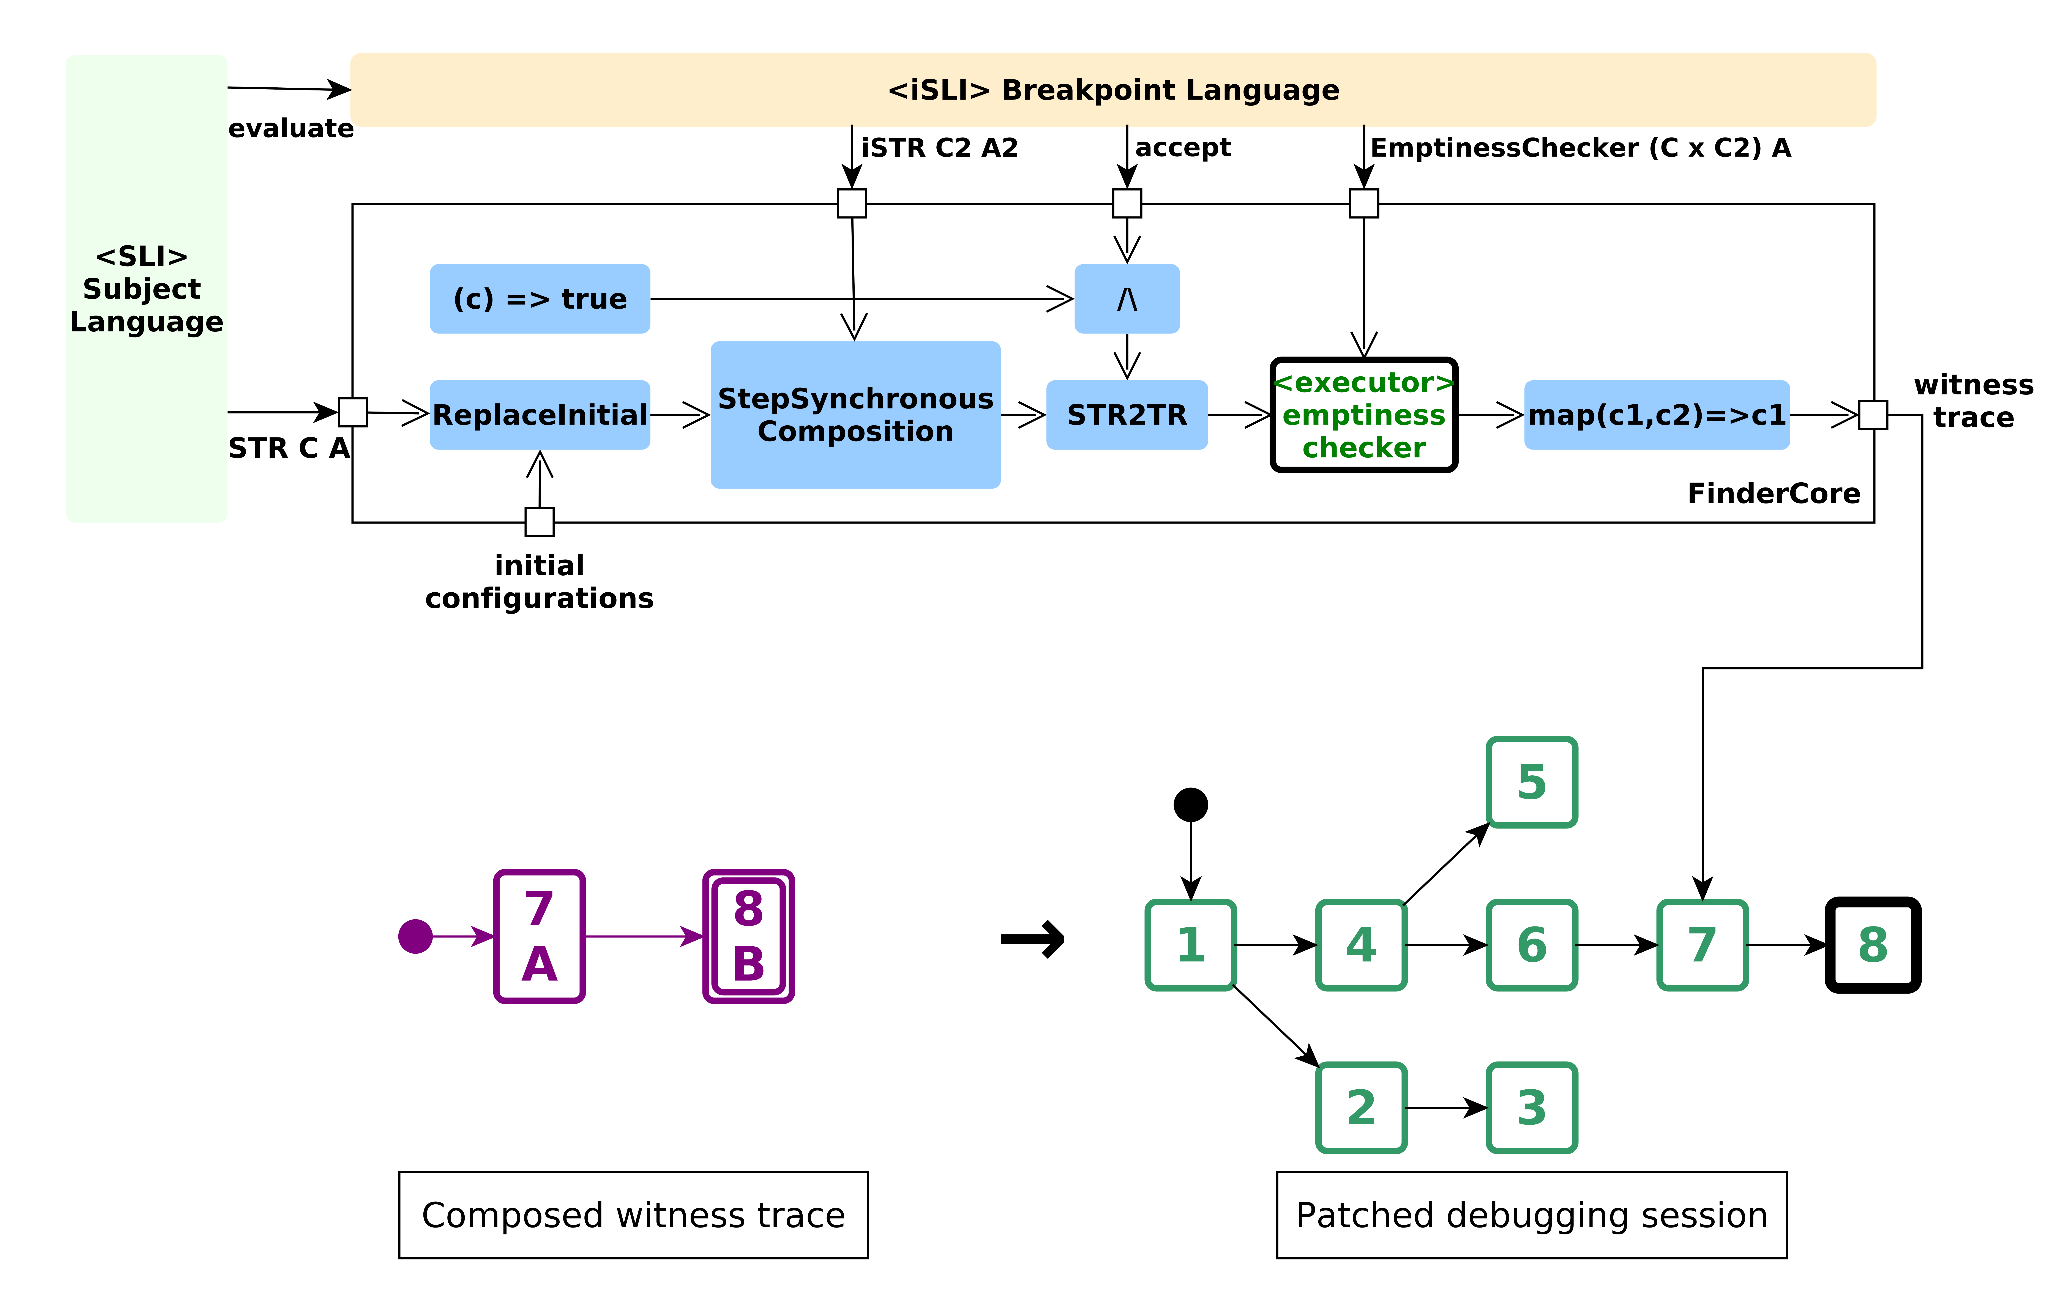 <iSLI> Breakpoint Language
evaluate
iSTR C2 A2
accept
EmptinessChecker (C x C2) A
<SLI>
Subject
Language
(c) => true
/\
STR C A
ReplaceInitial
StepSynchronous
Composition
STR2TR
<executor>
emptiness
checker
map(c1,c2)=>c1
witness
trace
FinderCore
initial
configurations
5
7
A
8
B
→
1
4
6
7
8
2
3
Composed witness trace
Patched debugging session